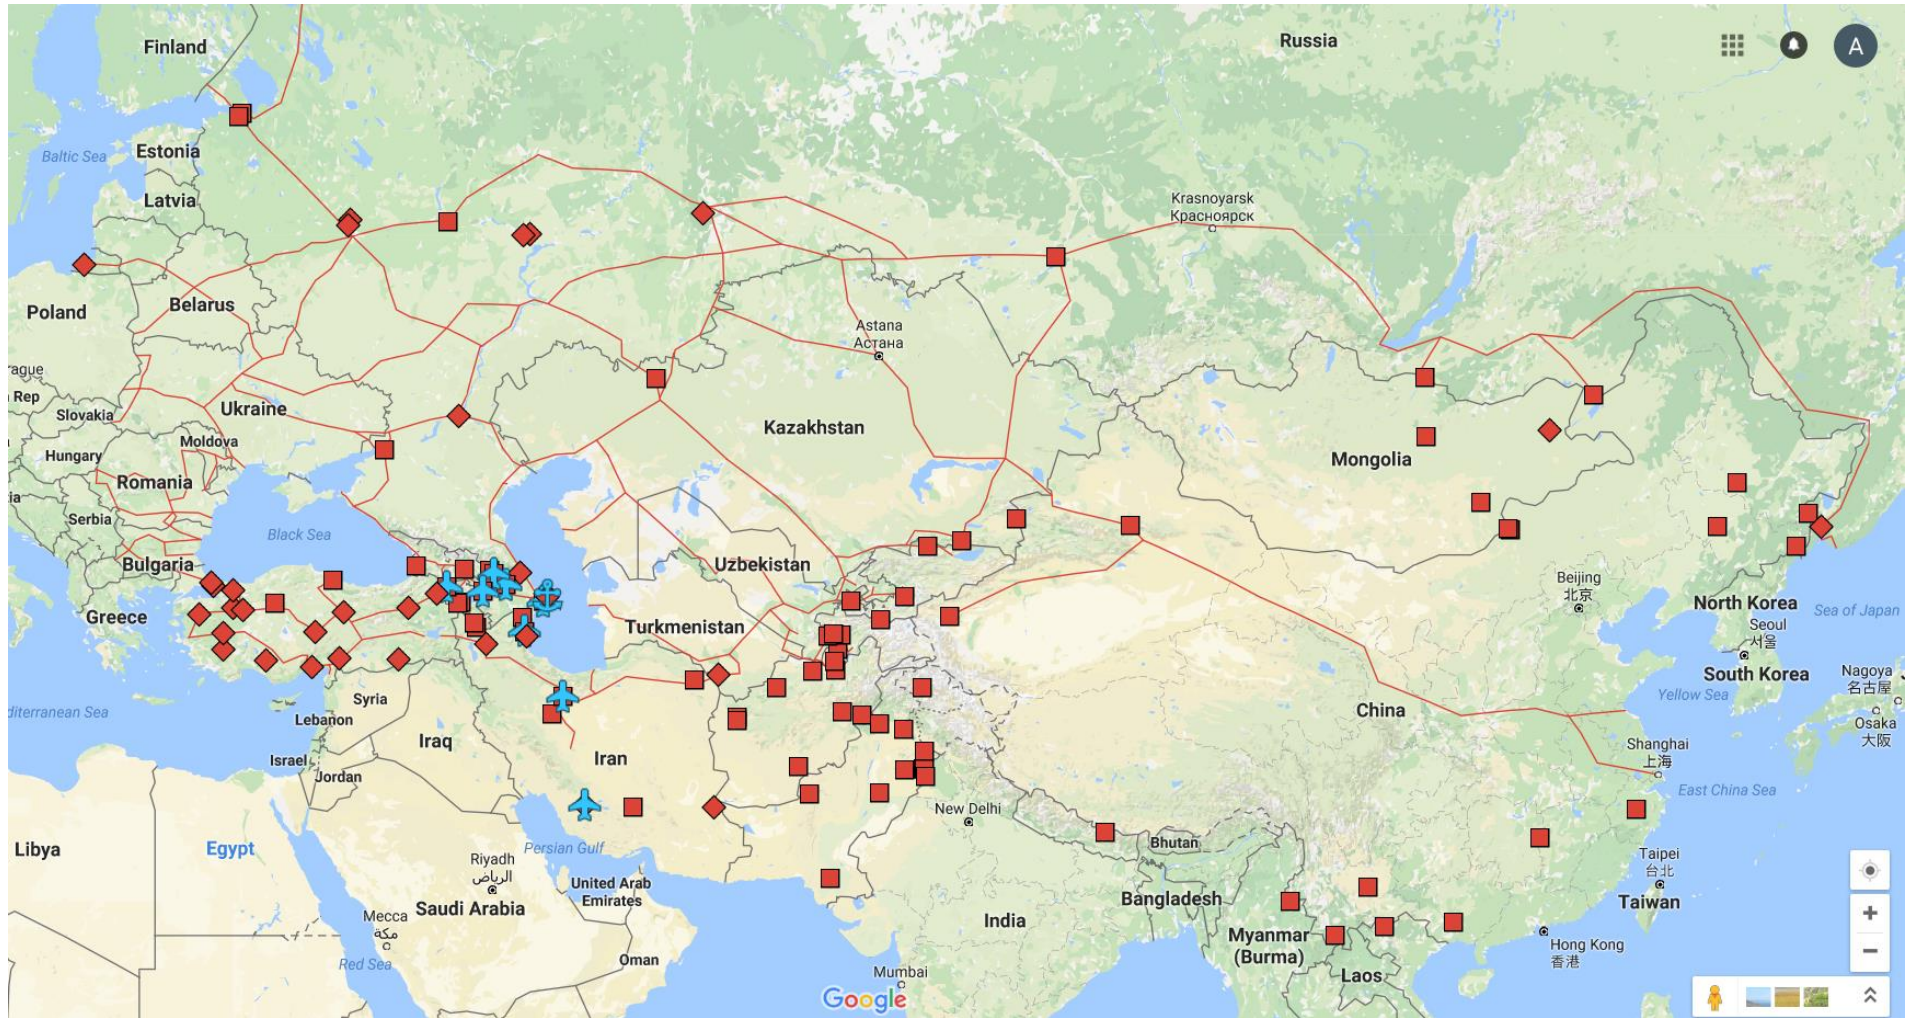 Finland
Russia
A
Baltic Sea
Estonia
Latvia
Krasnoyarsk
Красноярск
Poland
Belarus
Astana
Астана
rague
Rep
Slovakia
Ukraine
Kazakhstan
Moldova
Hungary
Mongolia
Romania
ia
Serbia
Black Sea
Bulgaria
Uzbekistan
Beijing
北京
North Korea
Sea of Japan
Greece
Turkmenistan
Seoul
서울
South Korea
Nagoya
名古屋
Syria
Yellow Sea
diterranean Sea
Lebanon
China
Osaka
大阪
Iraq
Iran
Israel
Shanghai
上海
Jordan
New Delhi
East China Sea
Libya
Egypt
Persian Gulf
Bhutan
Riyadh
الرياض
Taipei
台北
United Arab
Emirates
Bangladesh
Taiwan
Mecca
مكة
Saudi Arabia
India
Myanmar
(Burma)
Hong Kong
香港
Red Sea
Oman
Mumbai
Laos
Google